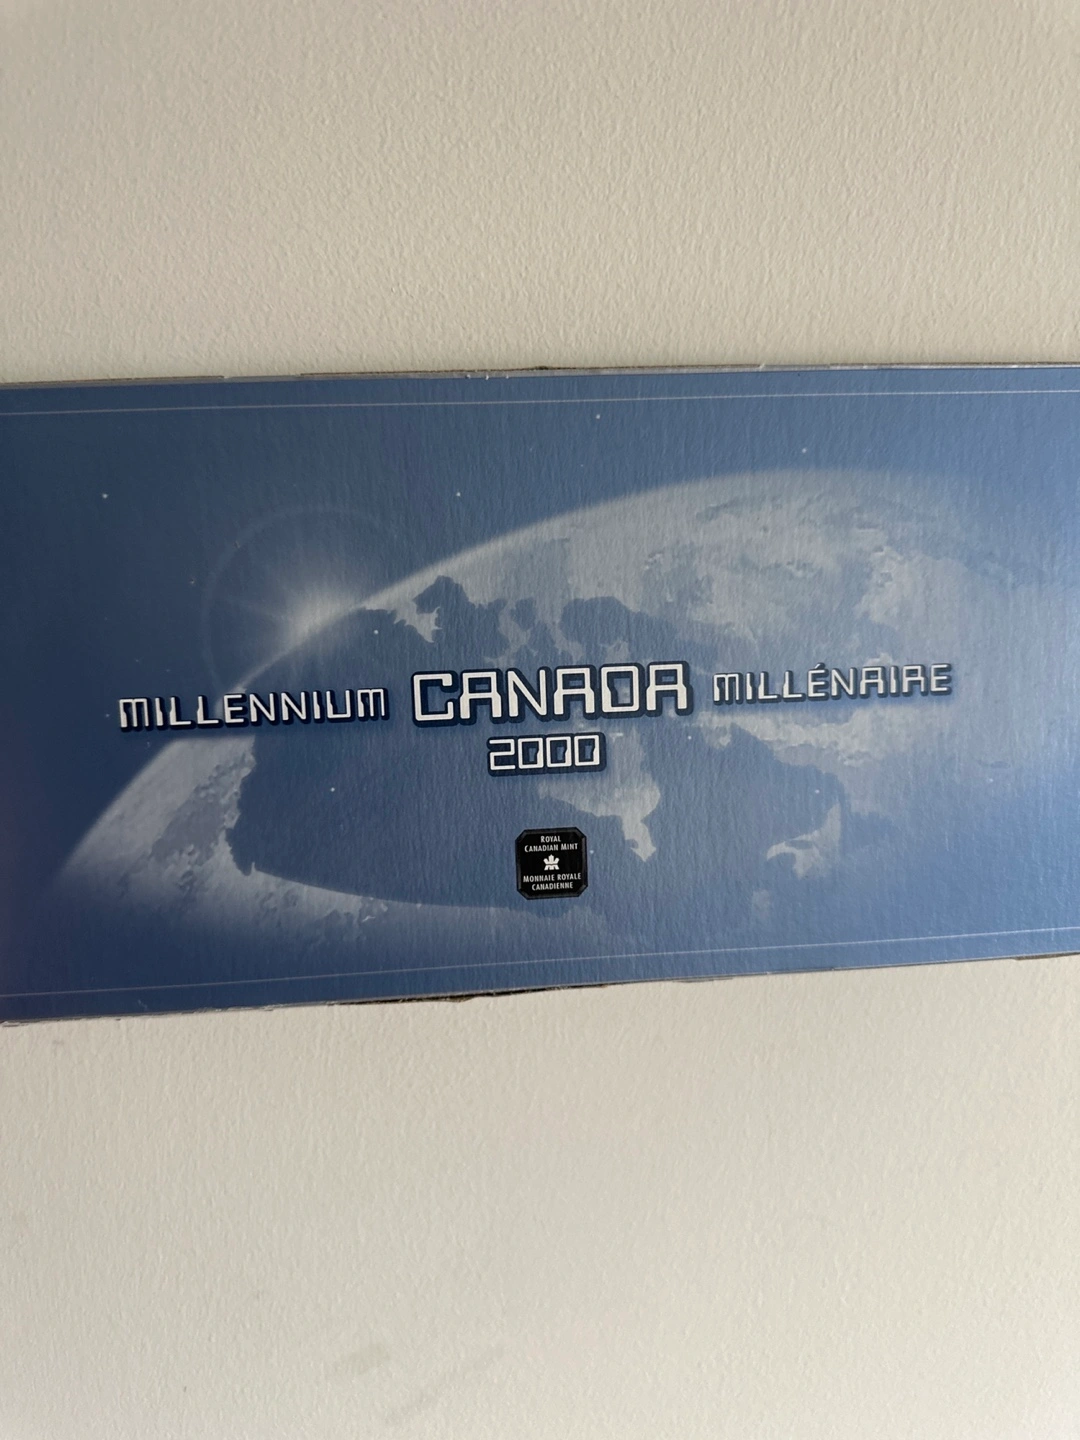 MILLENNIUM CANADA MILLÉNAIRE
2000
ROYAL
CANADIAN MINT
MONNAIE ROYALE
CANADIENNE